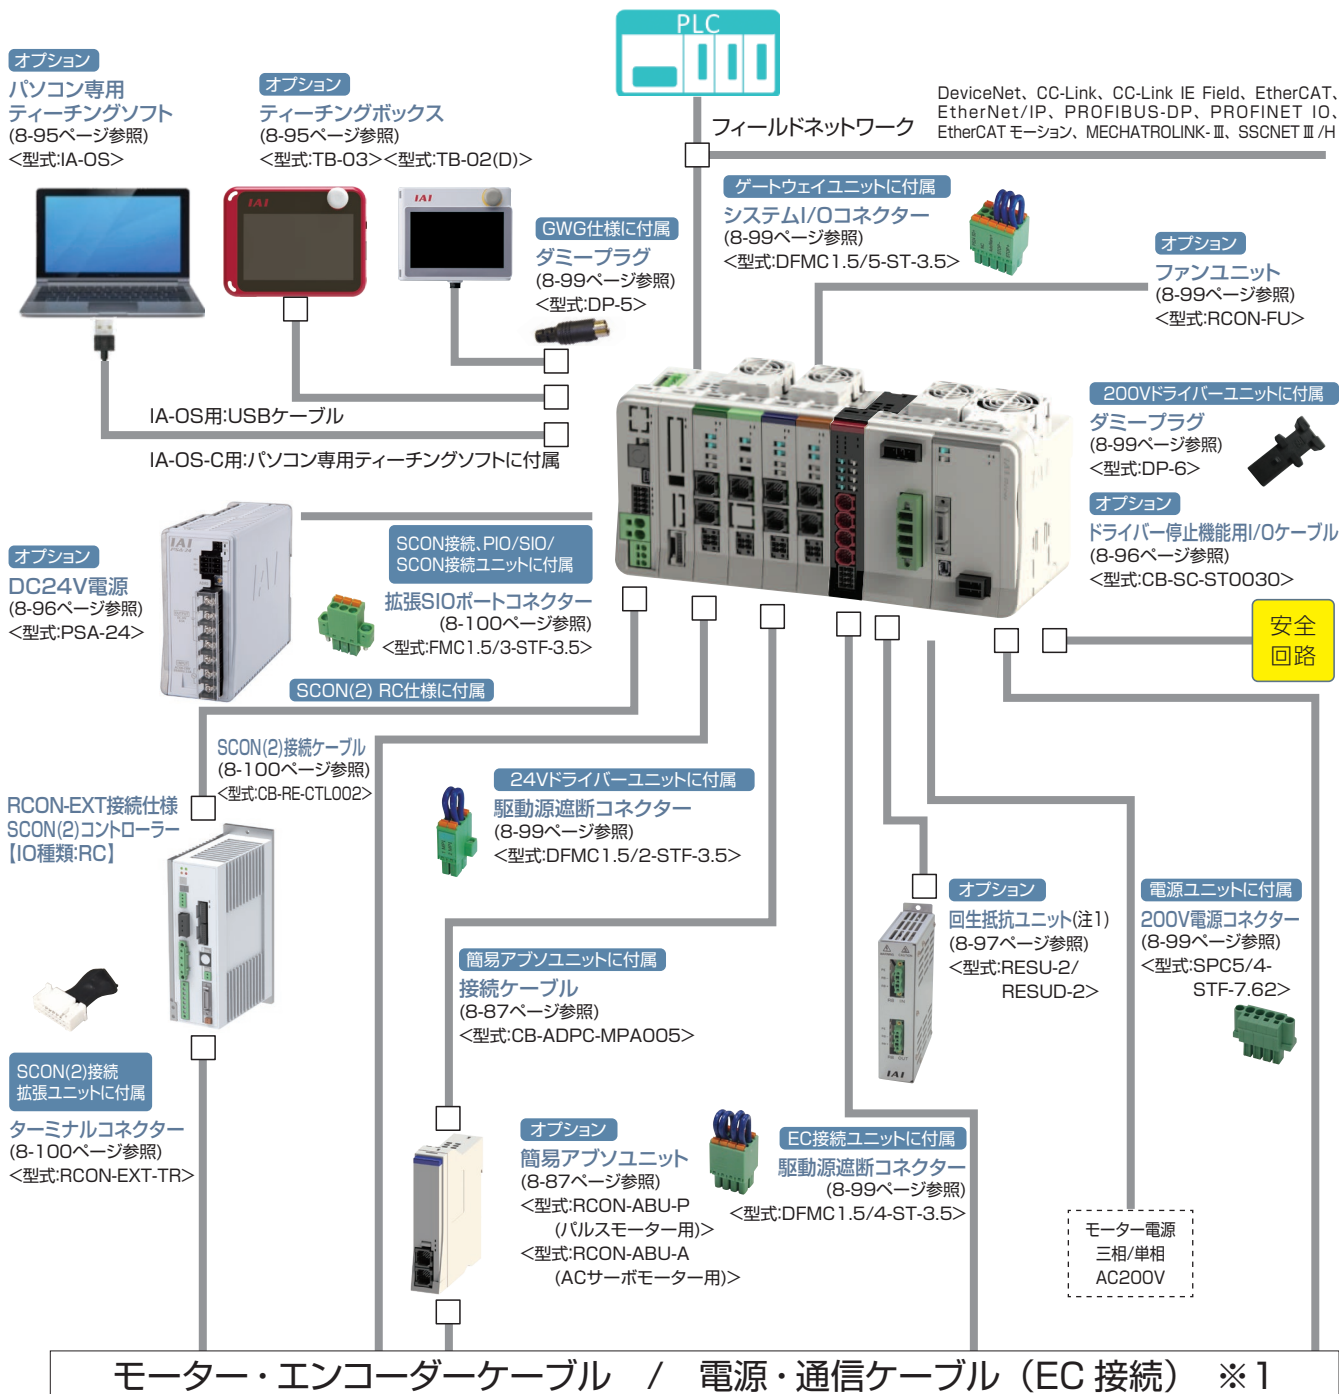 PLC
オプション
パソコン専用
ティーチングソフト
(8-95ページ参照)
<型式:IA-OS>
オプション
ティーチングボックス
(8-95ページ参照)
<型式:TB-03><型式:TB-02(D)>
フィールドネットワーク
DeviceNet、CC-Link、CC-Link IE Field、EtherCAT、
EtherNet/IP、PROFIBUS-DP、PROFINET IO、
EtherCAT モーション、MECHATROLINK-Ⅲ、SSCNETⅢ/H
IAI
IAI
GWG仕様に付属
ダミープラグ
(8-99ページ参照)
<型式:DP-5>
ゲートウェイユニットに付属
システムI/Oコネクター
(8-99ページ参照)
<型式:DFMC1.5/5-ST-3.5>
オプション
ファンユニット
(8-99ページ参照)
<型式:RCON-FU>
IA-OS用:USBケーブル
IA-OS-C用:パソコン専用ティーチングソフトに付属
200Vドライバーユニットに付属
ダミープラグ
(8-99ページ参照)
<型式:DP-6>
オプション
ドライバー停止機能用I/Oケーブル
(8-96ページ参照)
<型式:CB-SC-STO030>
安全
回路
オプション
DC24V電源
(8-96ページ参照)
<型式:PSA-24>
IAI
SCON接続、PIO/SIO/
SCON接続ユニットに付属
拡張SIOポートコネクター
(8-100ページ参照)
<型式:FMC1.5/3-STF-3.5>
SCON(2) RC仕様に付属
SCON(2)接続ケーブル
(8-100ページ参照)
<型式:CB-RE-CTL002>
RCON-EXT接続仕様
SCON(2)コントローラー
【IO種類:RC】
24Vドライバーユニットに付属
駆動源遮断コネクター
(8-99ページ参照)
<型式:DFMC1.5/2-STF-3.5>
簡易アブソユニットに付属
接続ケーブル
(8-87ページ参照)
<型式:CB-ADPC-MPA005>
オプション
回生抵抗ユニット(注1)
(8-97ページ参照)
<型式:RESU-2/
RESUD-2>
IAI
電源ユニットに付属
200V電源コネクター
(8-99ページ参照)
<型式:SPC5/4-
STF-7.62>
SCON(2)接続
拡張ユニットに付属
ターミナルコネクター
(8-100ページ参照)
<型式:RCON-EXT-TR>
オプション
簡易アブソユニット
(8-87ページ参照)
<型式:RCON-ABU-P
(パルスモーター用)>
<型式:RCON-ABU-A
(ACサーボモーター用)>
EC接続ユニットに付属
駆動源遮断コネクター
(8-99ページ参照)
<型式:DFMC1.5/4-ST-3.5>
モーター電源
三相/単相
AC200V
モーター・エンコーダーケーブル / 電源・通信ケーブル（EC 接続） ※1